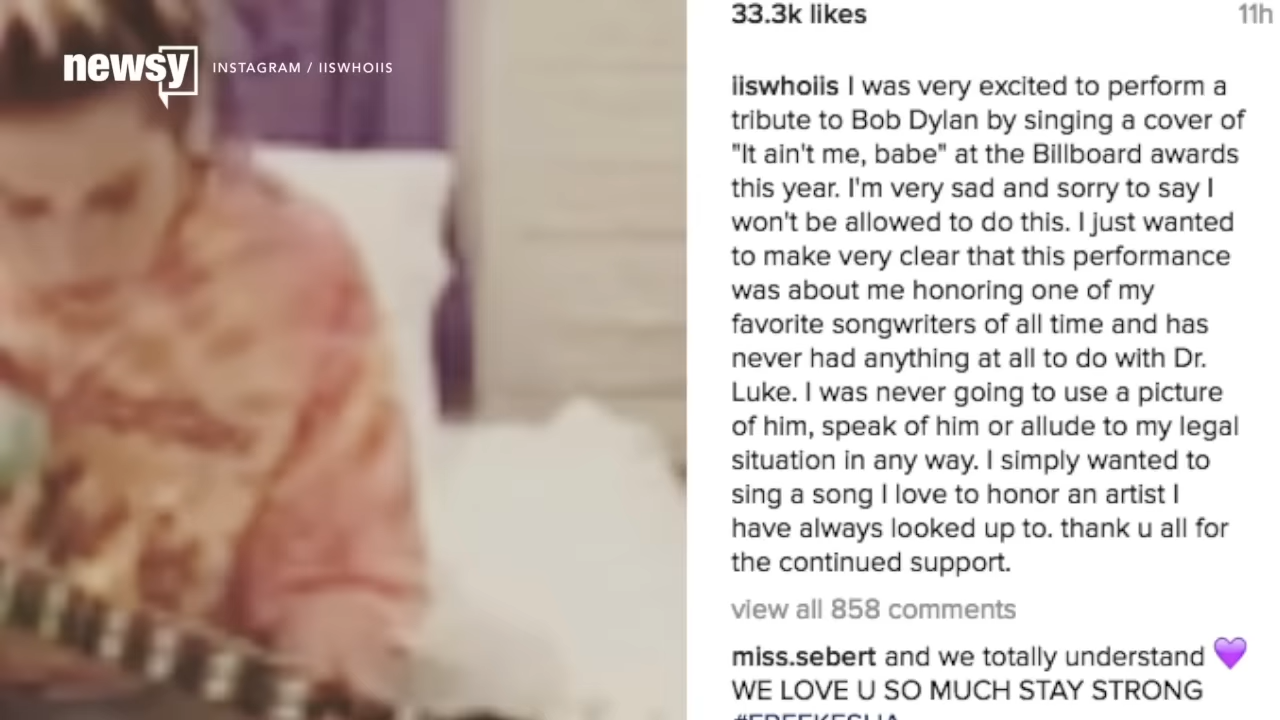 33.3k likes 11h
newsy INSTAGRAM / IISWHOIIS
iiswhoiis I was very excited to perform a
tribute to Bob Dylan by singing a cover of
"It ain't me, babe" at the Billboard awards
this year. I'm very sad and sorry to say I
won't be allowed to do this. I just wanted
to make very clear that this performance
was about me honoring one of my
favorite songwriters of all time and has
never had anything at all to do with Dr.
Luke. I was never going to use a picture
of him, speak of him or allude to my legal
situation in any way. I simply wanted to
sing a song I love to honor an artist I
have always looked up to. thank u all for
the continued support.
view all 858 comments
miss.sebert and we totally understand 💜
WE LOVE U SO MUCH STAY STRONG
#FREEKESHA